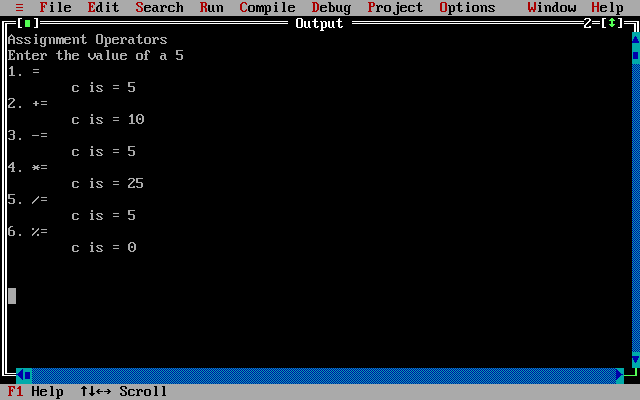 ≡ File Edit Search Run Compile Debug Project Options Window Help
[■] Output 2=[↕]
Assignment Operators
Enter the value of a 5
1. =
c is = 5
2. +=
c is = 10
3. -=
c is = 5
4. *=
c is = 25
5. /=
c is = 5
6. %=
c is = 0
F1 Help ↑↓←→ Scroll